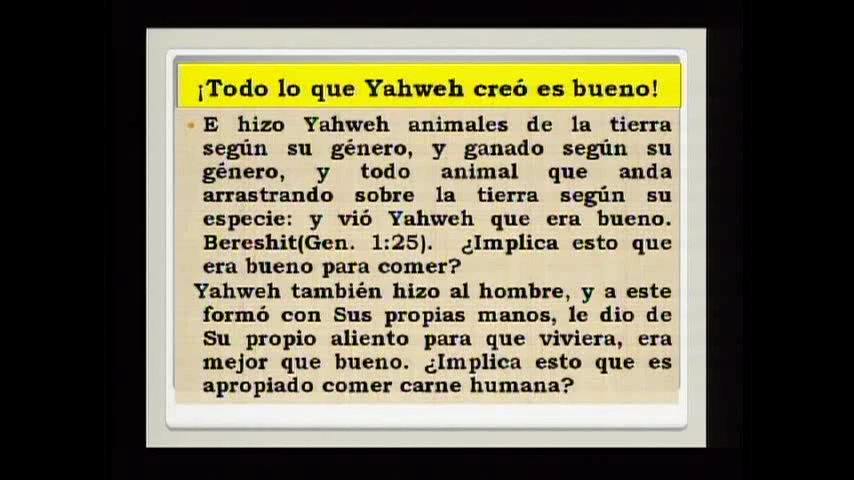 ¡Todo lo que Yahweh creó es bueno!
• E hizo Yahweh animales de la tierra
según su género, y ganado según su
género, y todo animal que anda
arrastrando sobre la tierra según su
especie: y vió Yahweh que era bueno.
Bereshit(Gen. 1:25). ¿Implica esto que
era bueno para comer?
Yahweh también hizo al hombre, y a este
formó con Sus propias manos, le dio de
Su propio aliento para que viviera, era
mejor que bueno. ¿Implica esto que es
apropiado comer carne humana?